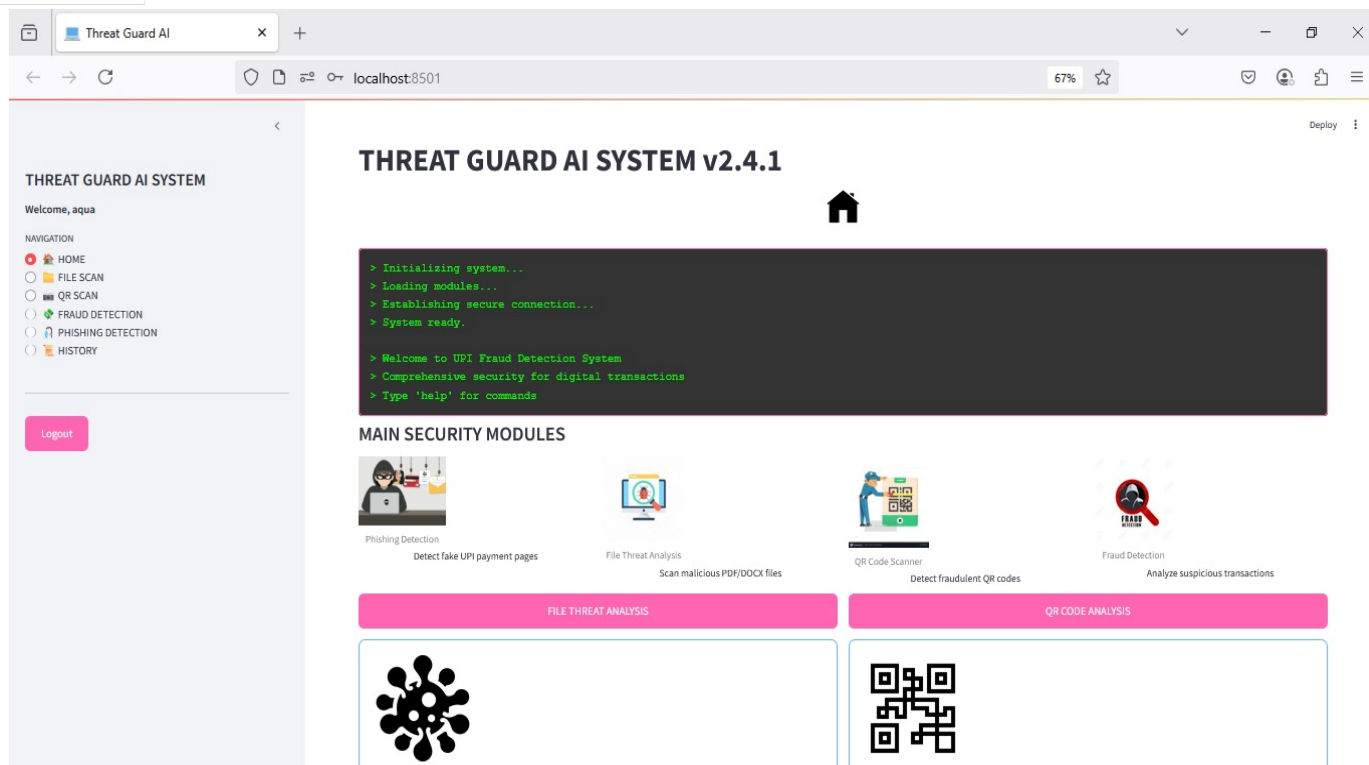 Threat Guard AI
localhost:8501
67%
Deploy
THREAT GUARD AI SYSTEM
Welcome, aqua
NAVIGATION
HOME
FILE SCAN
QR SCAN
FRAUD DETECTION
PHISHING DETECTION
HISTORY
Logout
THREAT GUARD AI SYSTEM v2.4.1
> Initializing system...
> Loading modules...
> Establishing secure connection...
> System ready.
> Welcome to UPI Fraud Detection System
> Comprehensive security for digital transactions
> Type 'help' for commands
MAIN SECURITY MODULES
Phishing Detection
Detect fake UPI payment pages
File Threat Analysis
Scan malicious PDF/DOCX files
QR Code Scanner
Detect fraudulent QR codes
FRAUD
DETECTION
Fraud Detection
Analyze suspicious transactions
FILE THREAT ANALYSIS
QR CODE ANALYSIS